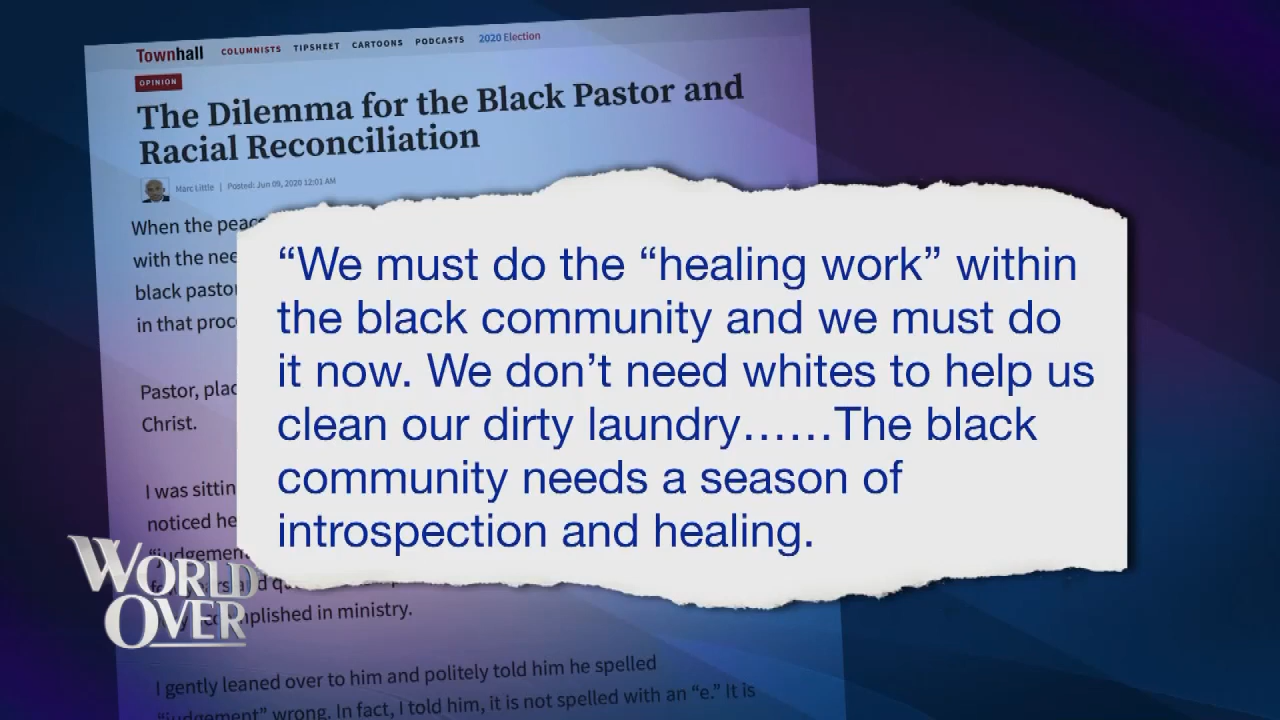 Townhall COLUMNISTS TIPSHEET CARTOONS PODCASTS 2020 Election
OPINION
The Dilemma for the Black Pastor and
Racial Reconciliation
Marc Little | Posted: Jun 09, 2020 12:01 AM
When the peac
with the nee
black pastor
in that proc
Pastor, plac
Christ.
I was sittin
noticed he
“judgement
“We must do the “healing work” within
the black community and we must do
it now. We don’t need whites to help us
clean our dirty laundry……The black
community needs a season of
introspection and healing.
WORLD
OVER
plished in ministry.
I gently leaned over to him and politely told him he spelled
“judgement” wrong. In fact, I told him, it is not spelled with an “e.” It is